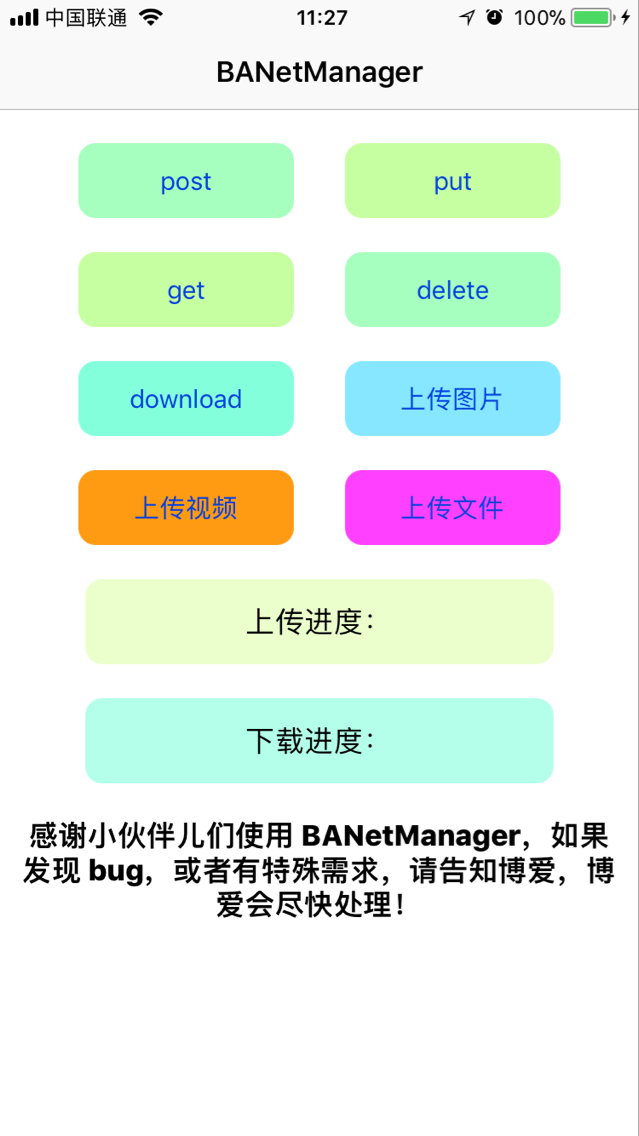 中国联通 11:27 100%
BANetManager
post put
get delete
download 上传图片
上传视频 上传文件
上传进度：
下载进度：
感谢小伙伴儿们使用 BANetManager，如果
发现 bug，或者有特殊需求，请告知博爱，博
爱会尽快处理！